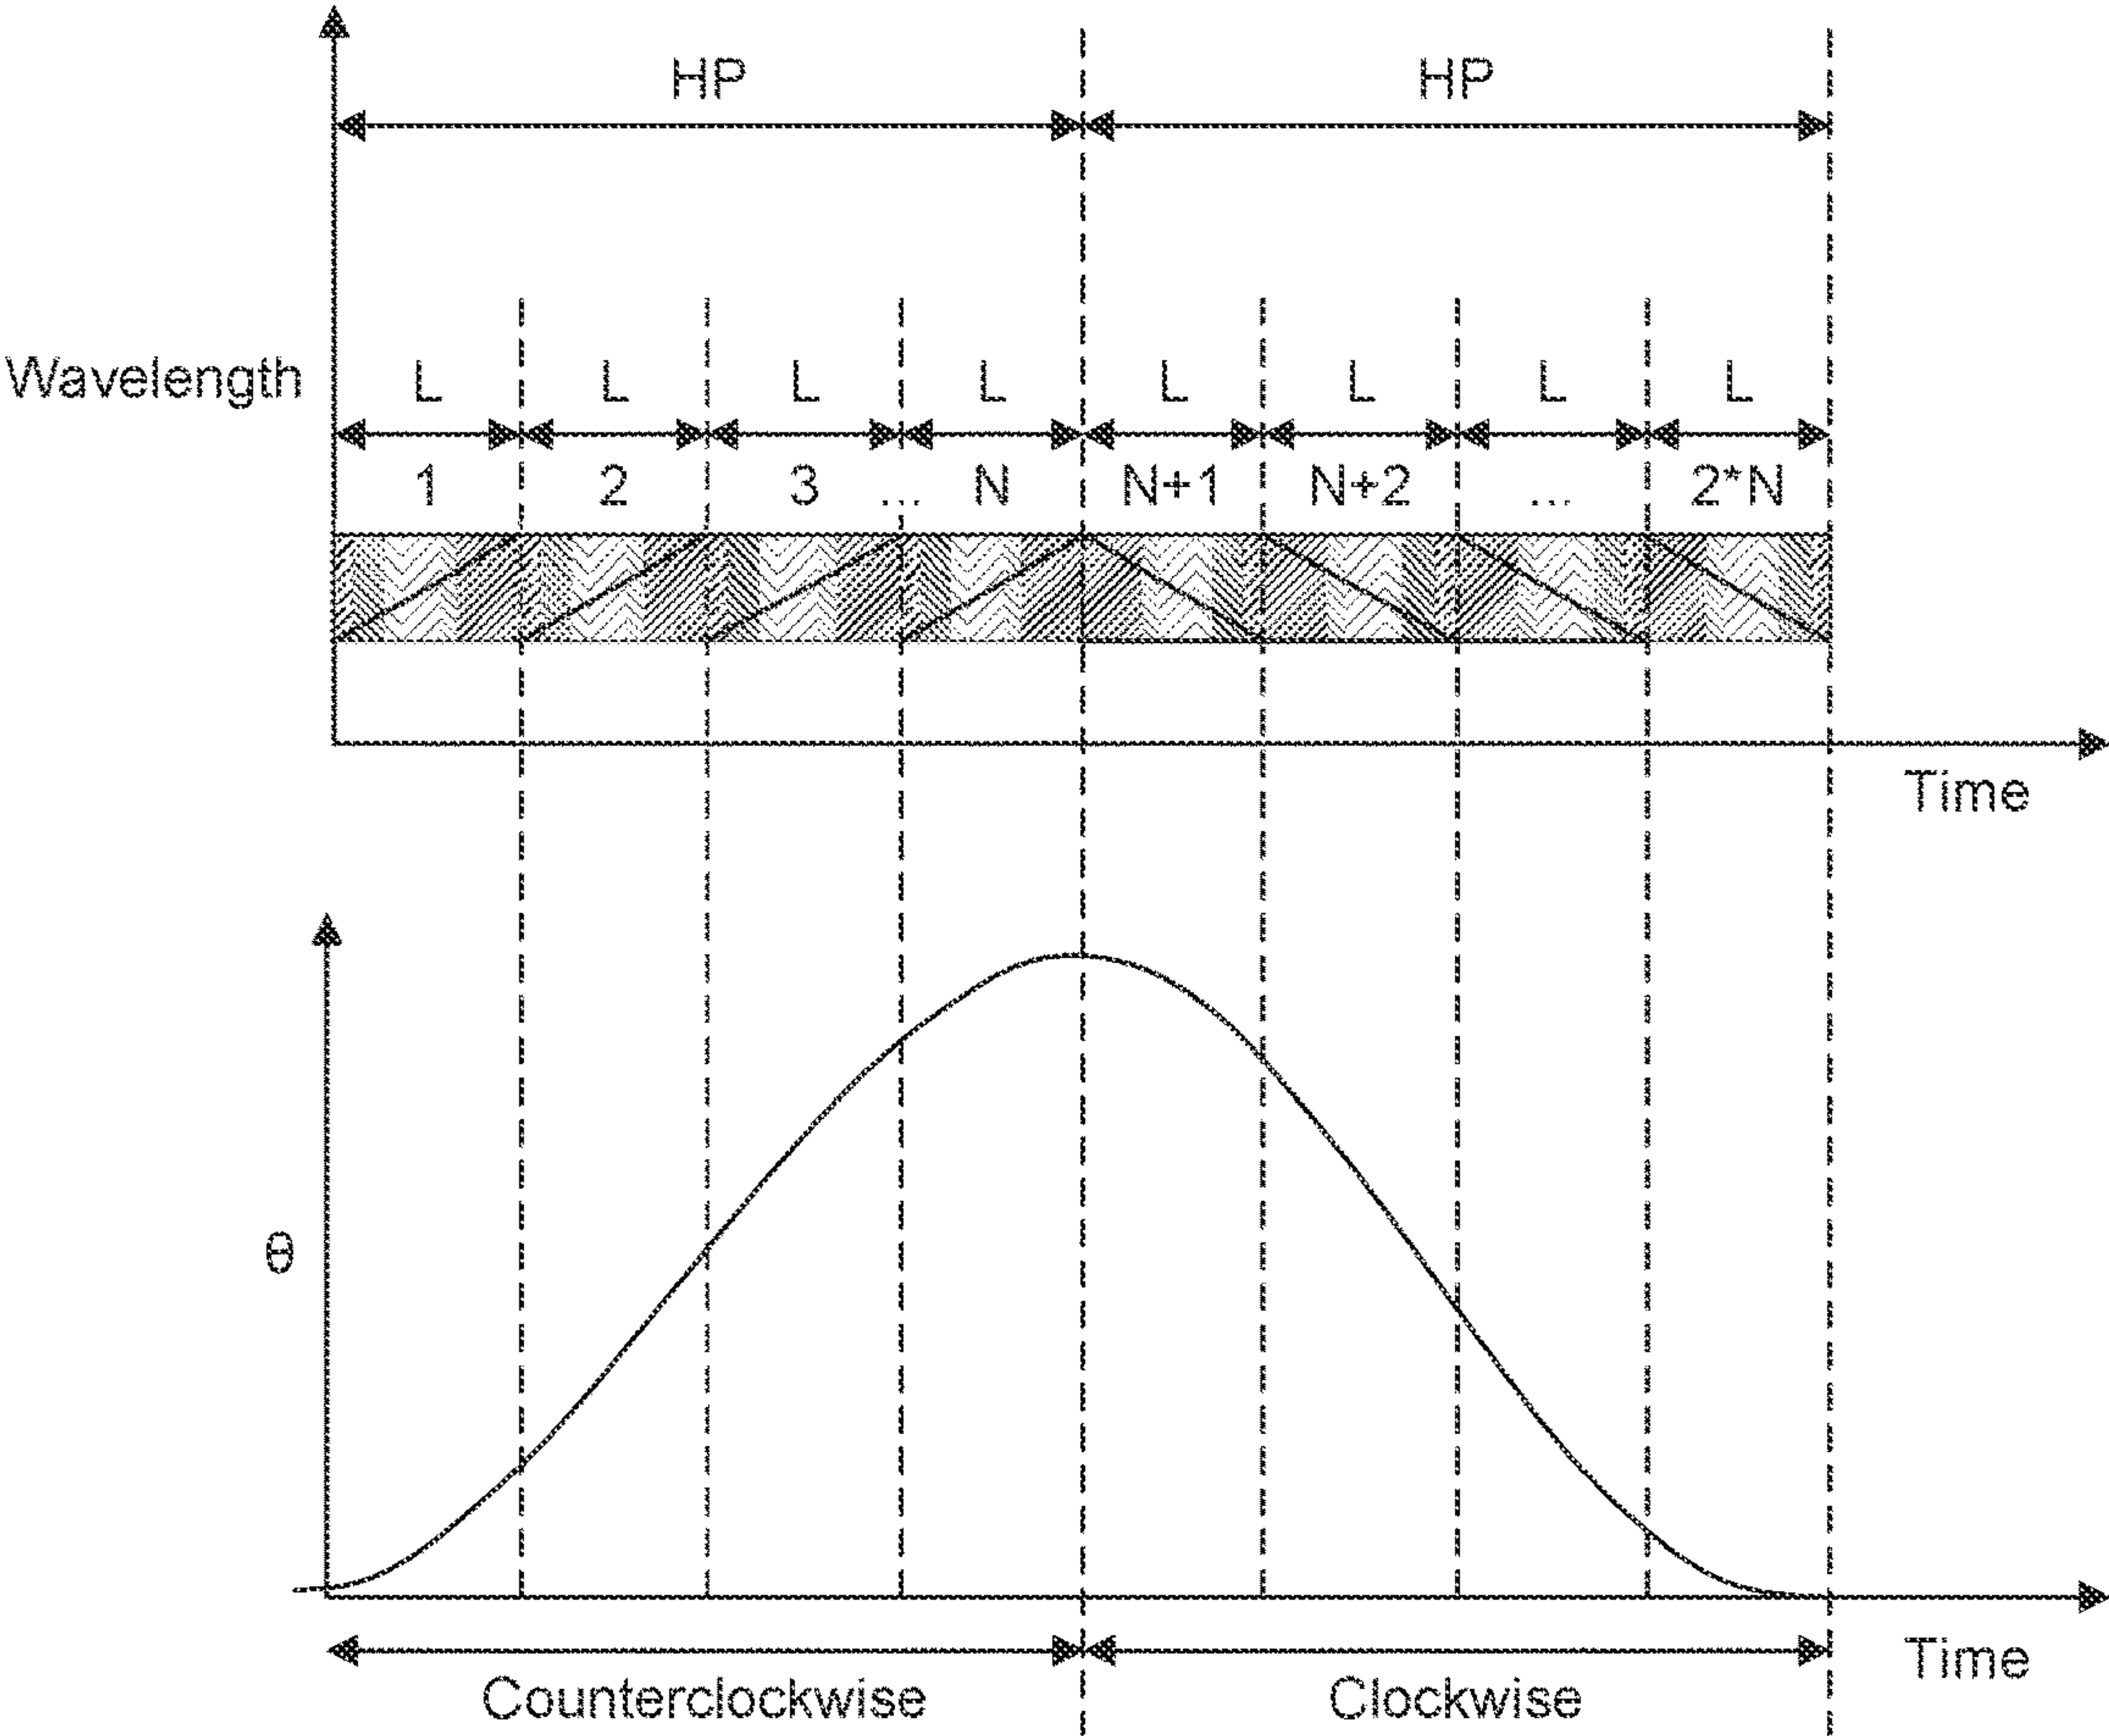 HP HP
Wavelength L L L L L L L L
1 2 3 ... N N+1 N+2 ... 2*N
Time
θ
Time
Counterclockwise Clockwise